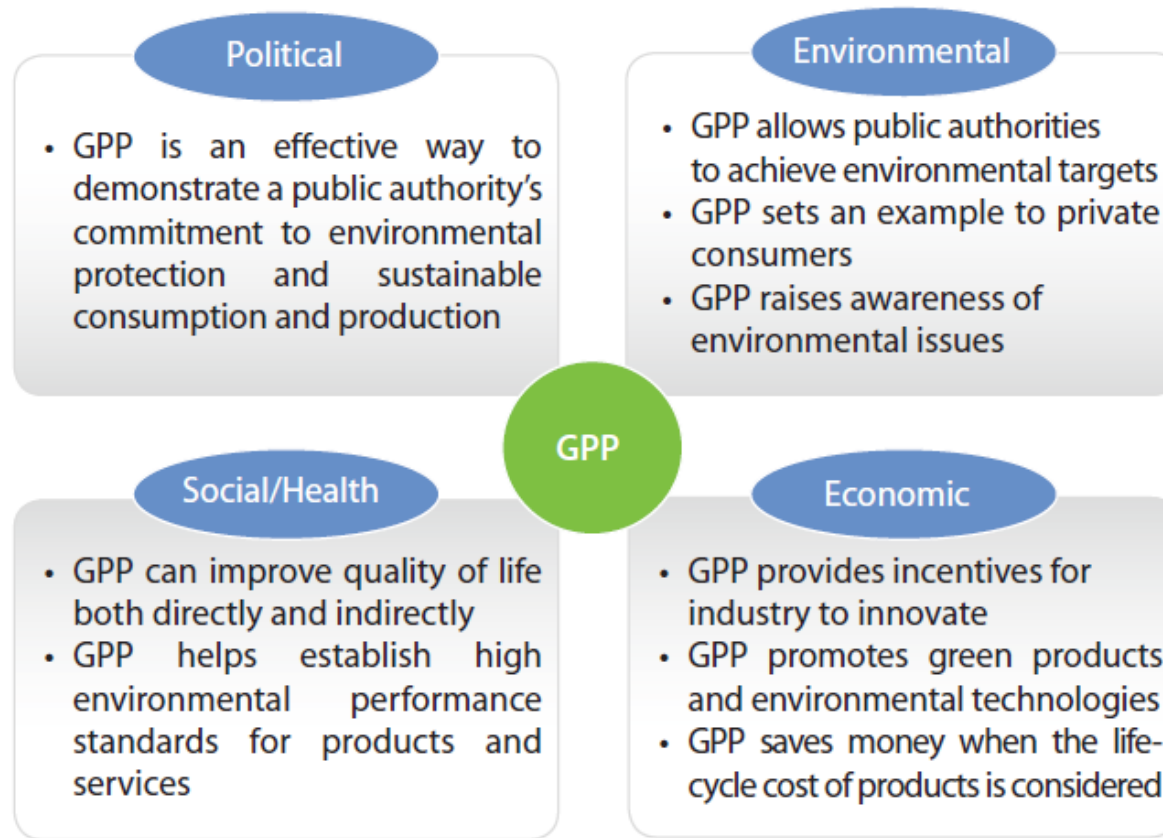 Political
• GPP is an effective way to
demonstrate a public authority's
commitment to environmental
protection and sustainable
consumption and production
Environmental
• GPP allows public authorities
to achieve environmental targets
• GPP sets an example to private
consumers
• GPP raises awareness of
environmental issues
GPP
Social/Health
• GPP can improve quality of life
both directly and indirectly
• GPP helps establish high
environmental performance
standards for products and
services
Economic
• GPP provides incentives for
industry to innovate
• GPP promotes green products
and environmental technologies
• GPP saves money when the life-
cycle cost of products is considered